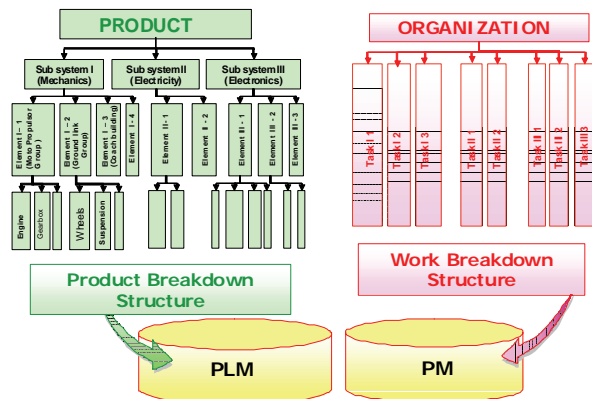 PRODUCT
ORGANIZATION
Sub system I
(Mechanics)
Sub system II
(Electricity)
Sub system III
(Electronics)
Element I – 1
(Moto Propulsor
Group )
Element I – 2
(Ground link
Group)
Element I – 3
(Coach building)
Element I - 4
Element II - 1
Element II - 2
Element III - 1
Element III - 2
Element III - 3
Engine
Gearbox
Wheels
Suspension
Task I 1
Task I 2
Task I 3
Task II 1
Task II 2
Task III 3
Product Breakdown
Structure
Work Breakdown
Structure
PLM
PM